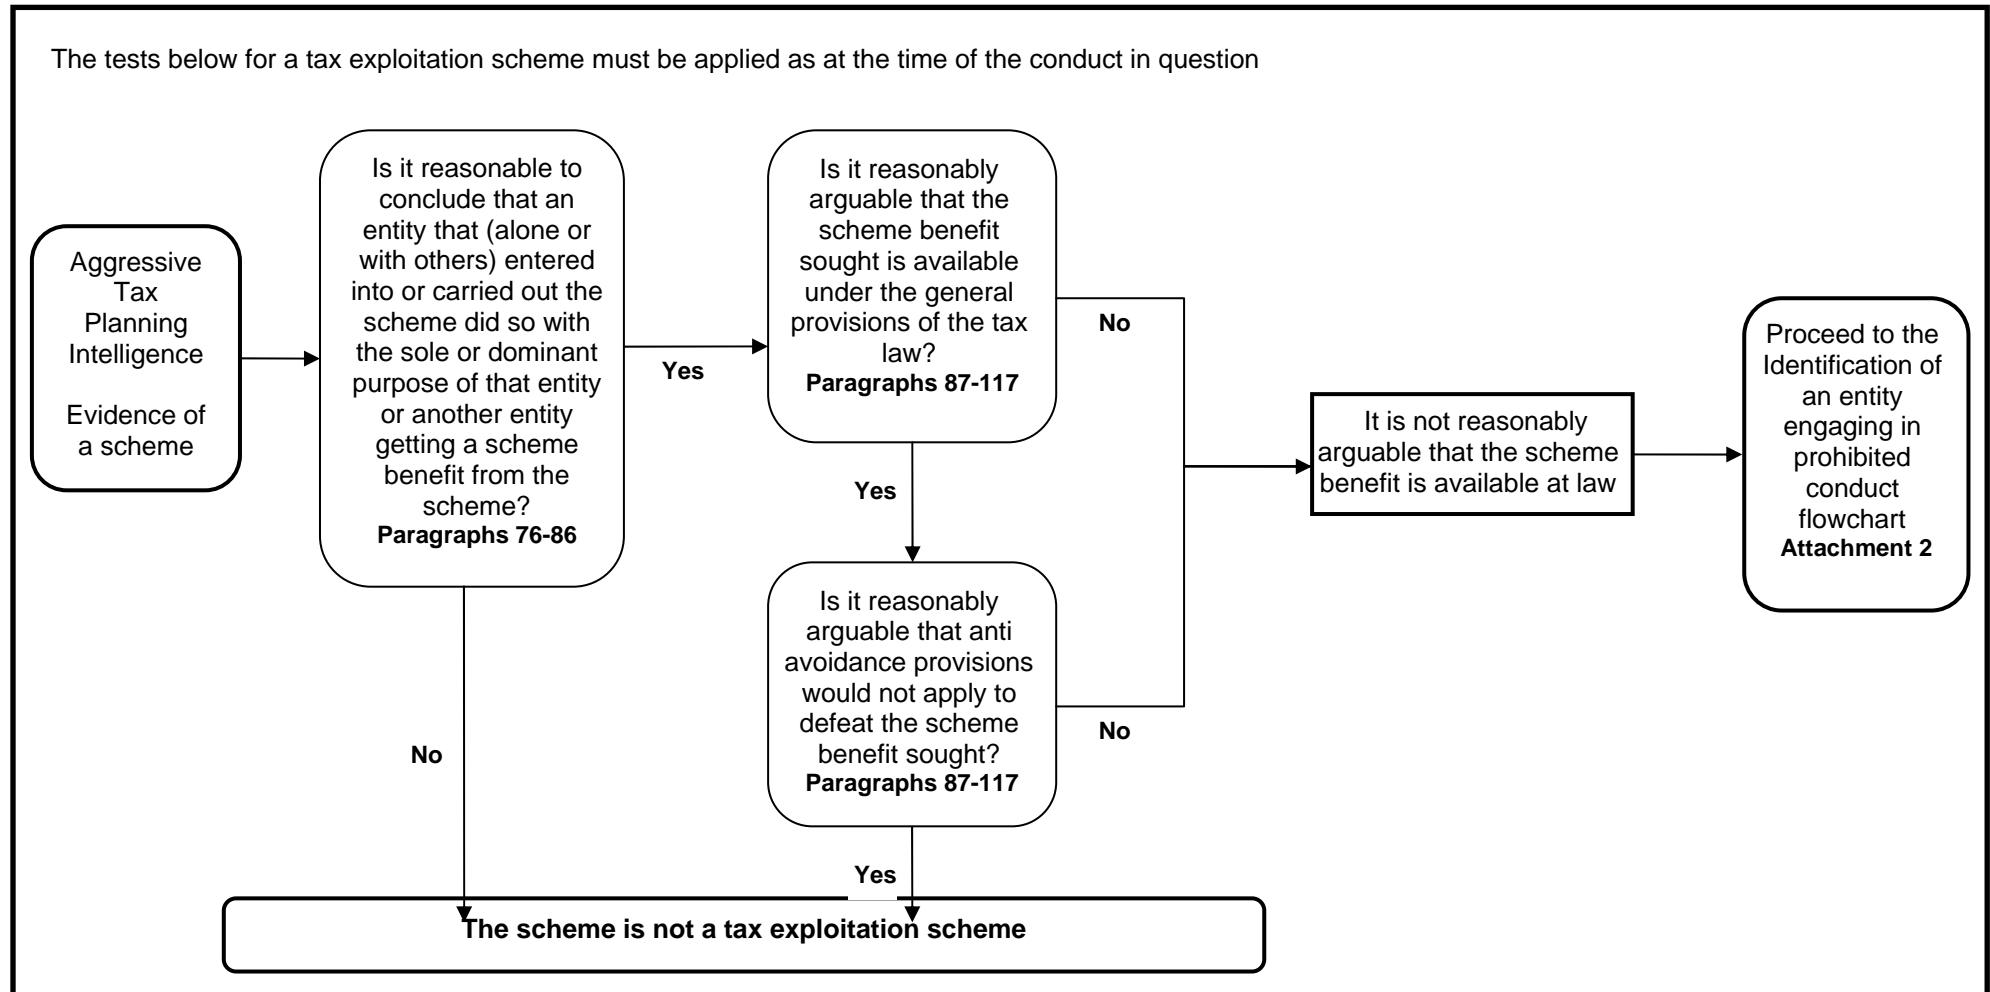 The tests below for a tax exploitation scheme must be applied as at the time of the conduct in question
Aggressive
Tax
Planning
Intelligence
Evidence of
a scheme
Is it reasonable to
conclude that an
entity that (alone or
with others) entered
into or carried out the
scheme did so with
the sole or dominant
purpose of that entity
or another entity
getting a scheme
benefit from the
scheme?
Paragraphs 76-86
Yes
No
Is it reasonably
arguable that the
scheme benefit
sought is available
under the general
provisions of the tax
law?
Paragraphs 87-117
No
Yes
Is it reasonably
arguable that anti
avoidance provisions
would not apply to
defeat the scheme
benefit sought?
Paragraphs 87-117
No
Yes
It is not reasonably
arguable that the scheme
benefit is available at law
Proceed to the
Identification of
an entity
engaging in
prohibited
conduct
flowchart
Attachment 2
The scheme is not a tax exploitation scheme